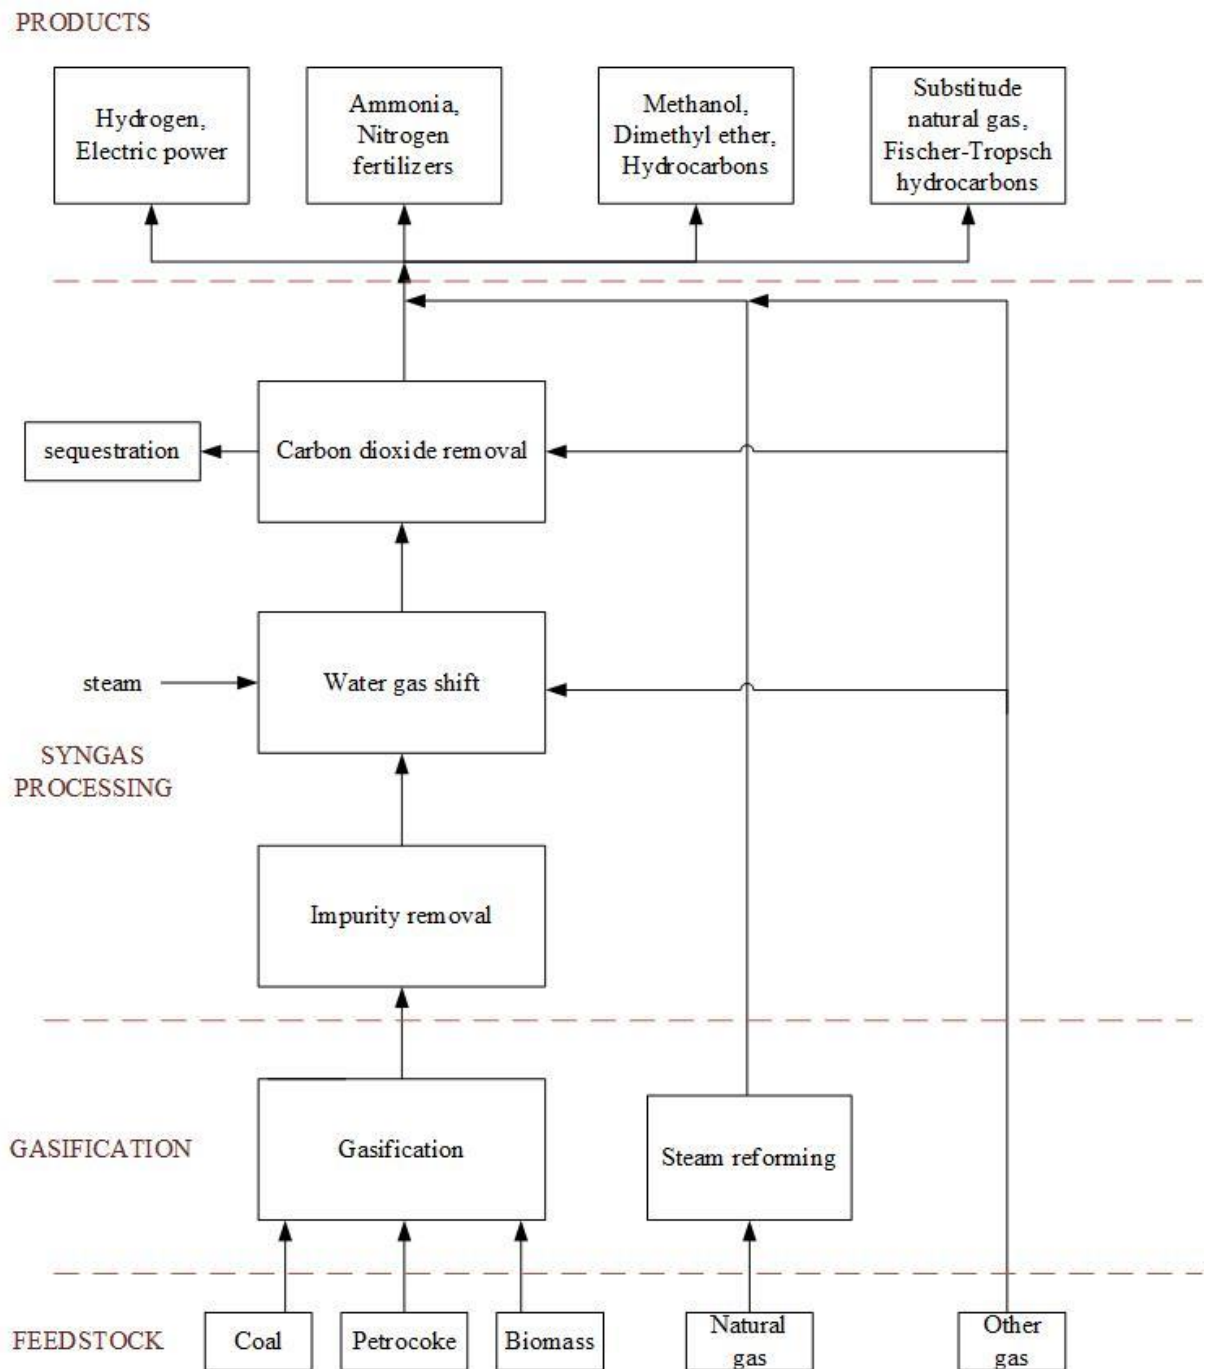 PRODUCTS
Hydrogen,
Electric power
Ammonia,
Nitrogen
fertilizers
Methanol,
Dimethyl ether,
Hydrocarbons
Substitude
natural gas,
Fischer-Tropsch
hydrocarbons
sequestration
Carbon dioxide removal
steam
Water gas shift
SYNGAS
PROCESSING
Impurity removal
GASIFICATION
Gasification
Steam reforming
FEEDSTOCK
Coal
Petrocoke
Biomass
Natural
gas
Other
gas